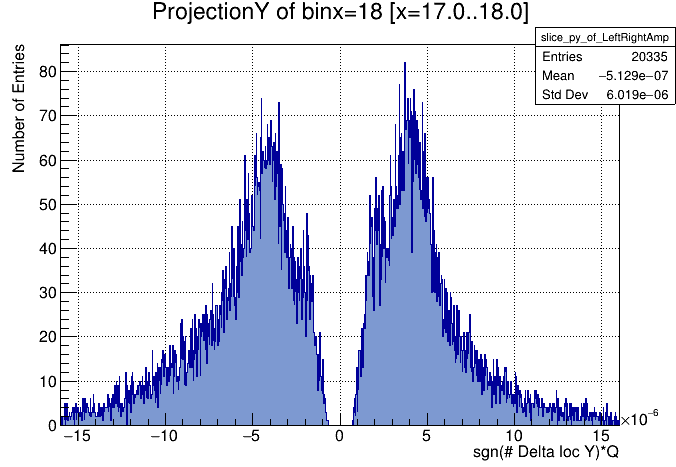 ProjectionY of binx=18 [x=17.0..18.0]
slice_py_of_LeftRightAmp
Entries 20335
Mean −5.129e−07
Std Dev 6.019e−06
Number of Entries
80
70
60
50
40
30
20
10
0
−15 −10 −5 0 5 10 15
×10−6
sgn(# Delta loc Y)*Q